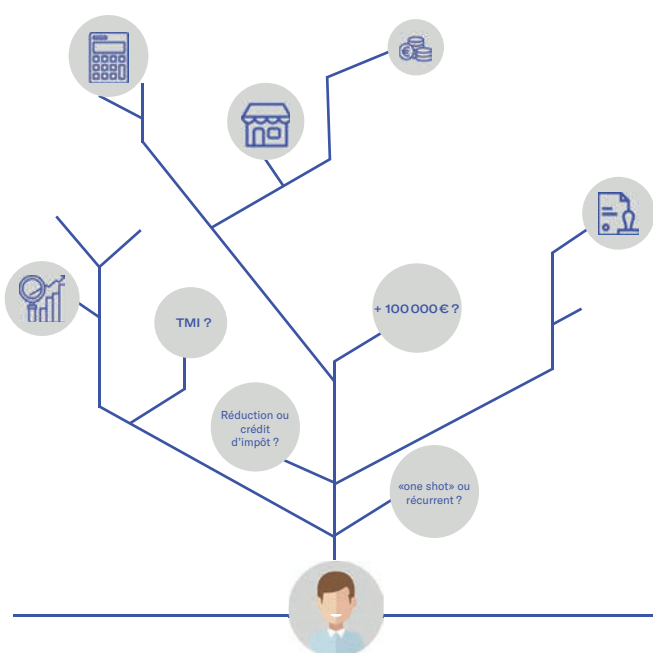 + 100 000 € ?
TMI ?
Réduction ou
crédit
d'impôt ?
«one shot» ou
récurrent ?